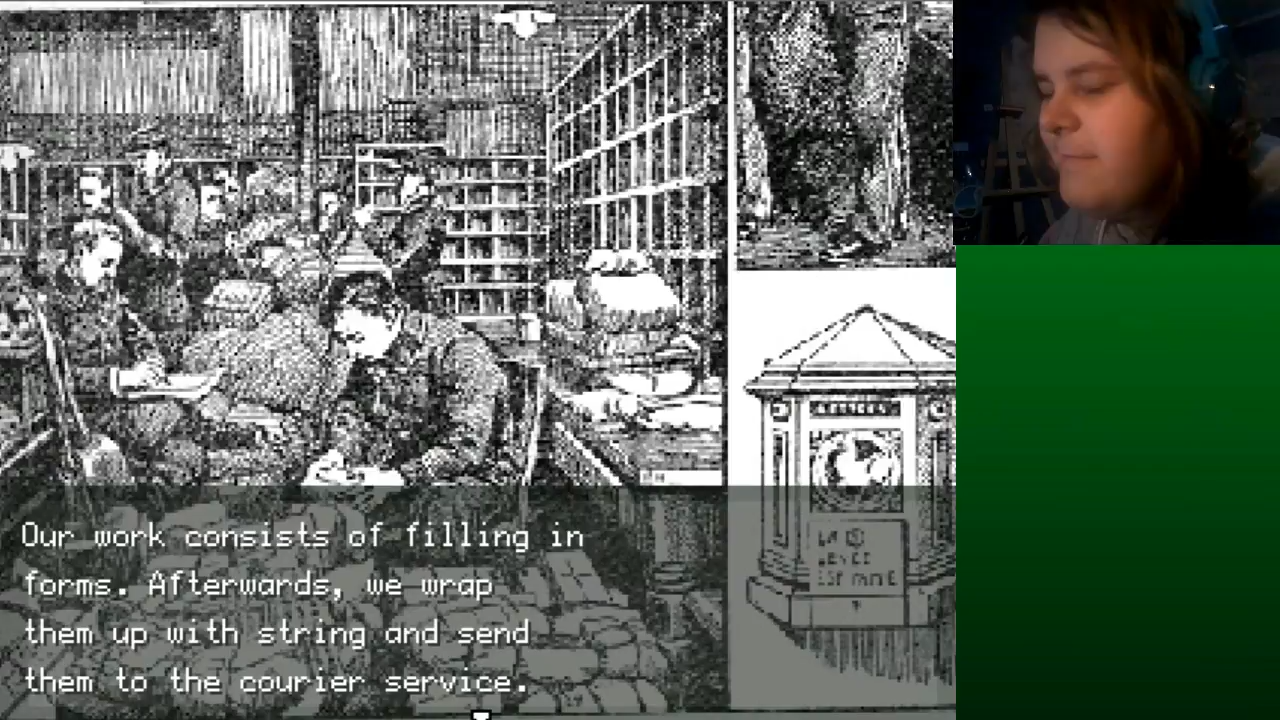 Our work consists of filling in
forms. Afterwards, we wrap
them up with string and send
them to the courier service.